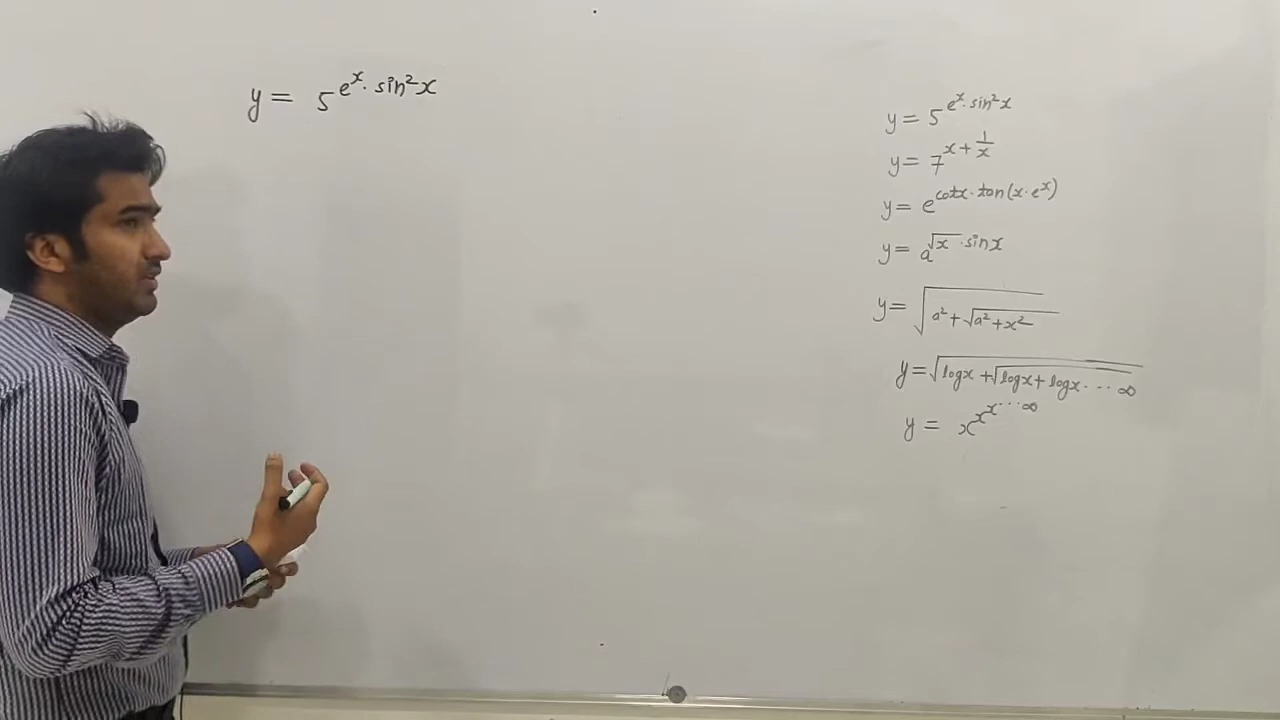 y = 5^{e^x · sin²x}
y = 5^{e^x · sin²x}
y = 7^{x + 1/x}
y = e^{cotx · tan(x · e^x)}
y = a^{√x · sinx}
y = √(a² + √(a² + x²))
y = √(logx + √(logx + logx ··· ∞))
y = x^{x^{x^{··· ∞}}}